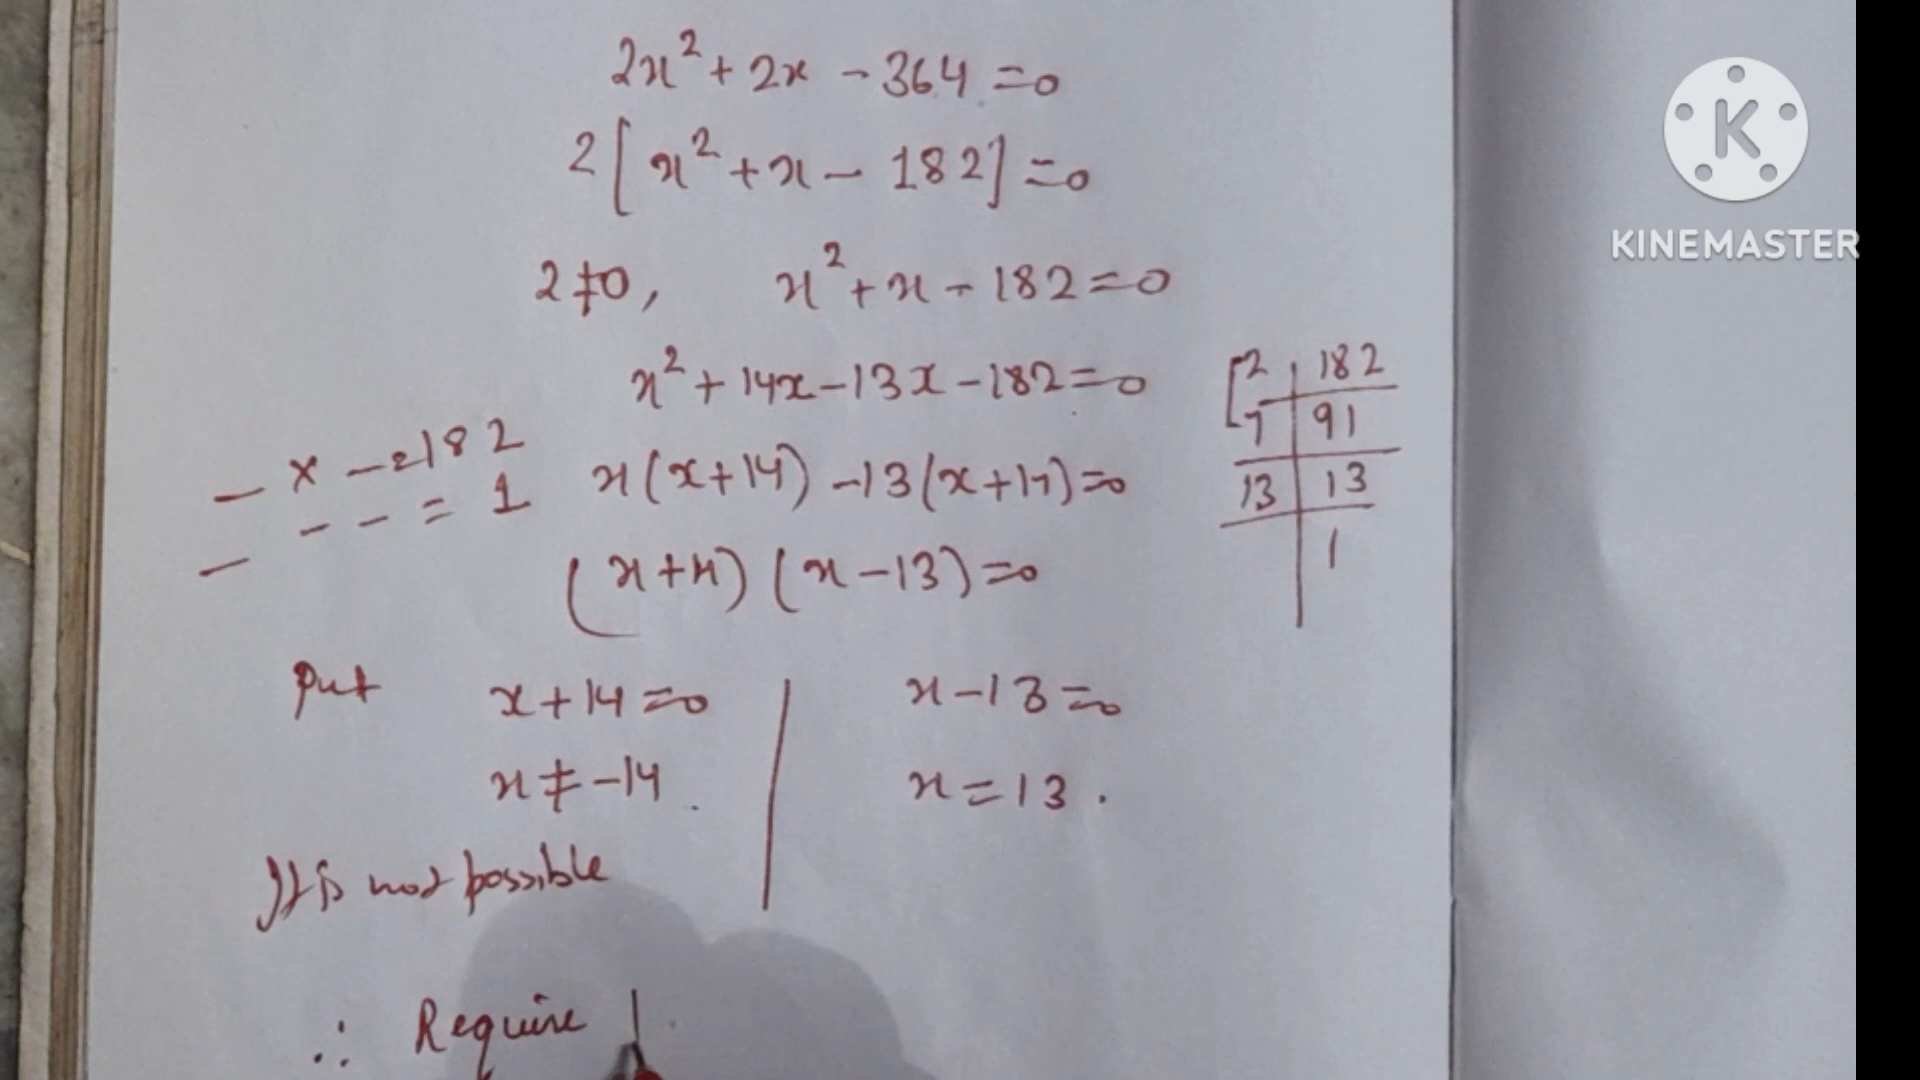 2x² + 2x - 364 = 0
2[x² + x - 182] = 0
2 ≠ 0, x² + x - 182 = 0
x² + 14x - 13x - 182 = 0
x(x+14) - 13(x+14) = 0
(x+14) (x-13) = 0
- x - = 182
- - - = 1
2 | 182
7 | 91
13 | 13
1
Put x + 14 = 0 | x - 13 = 0
x ≠ -14. | x = 13.
It is not possible
∴ Require
K
KINEMASTER